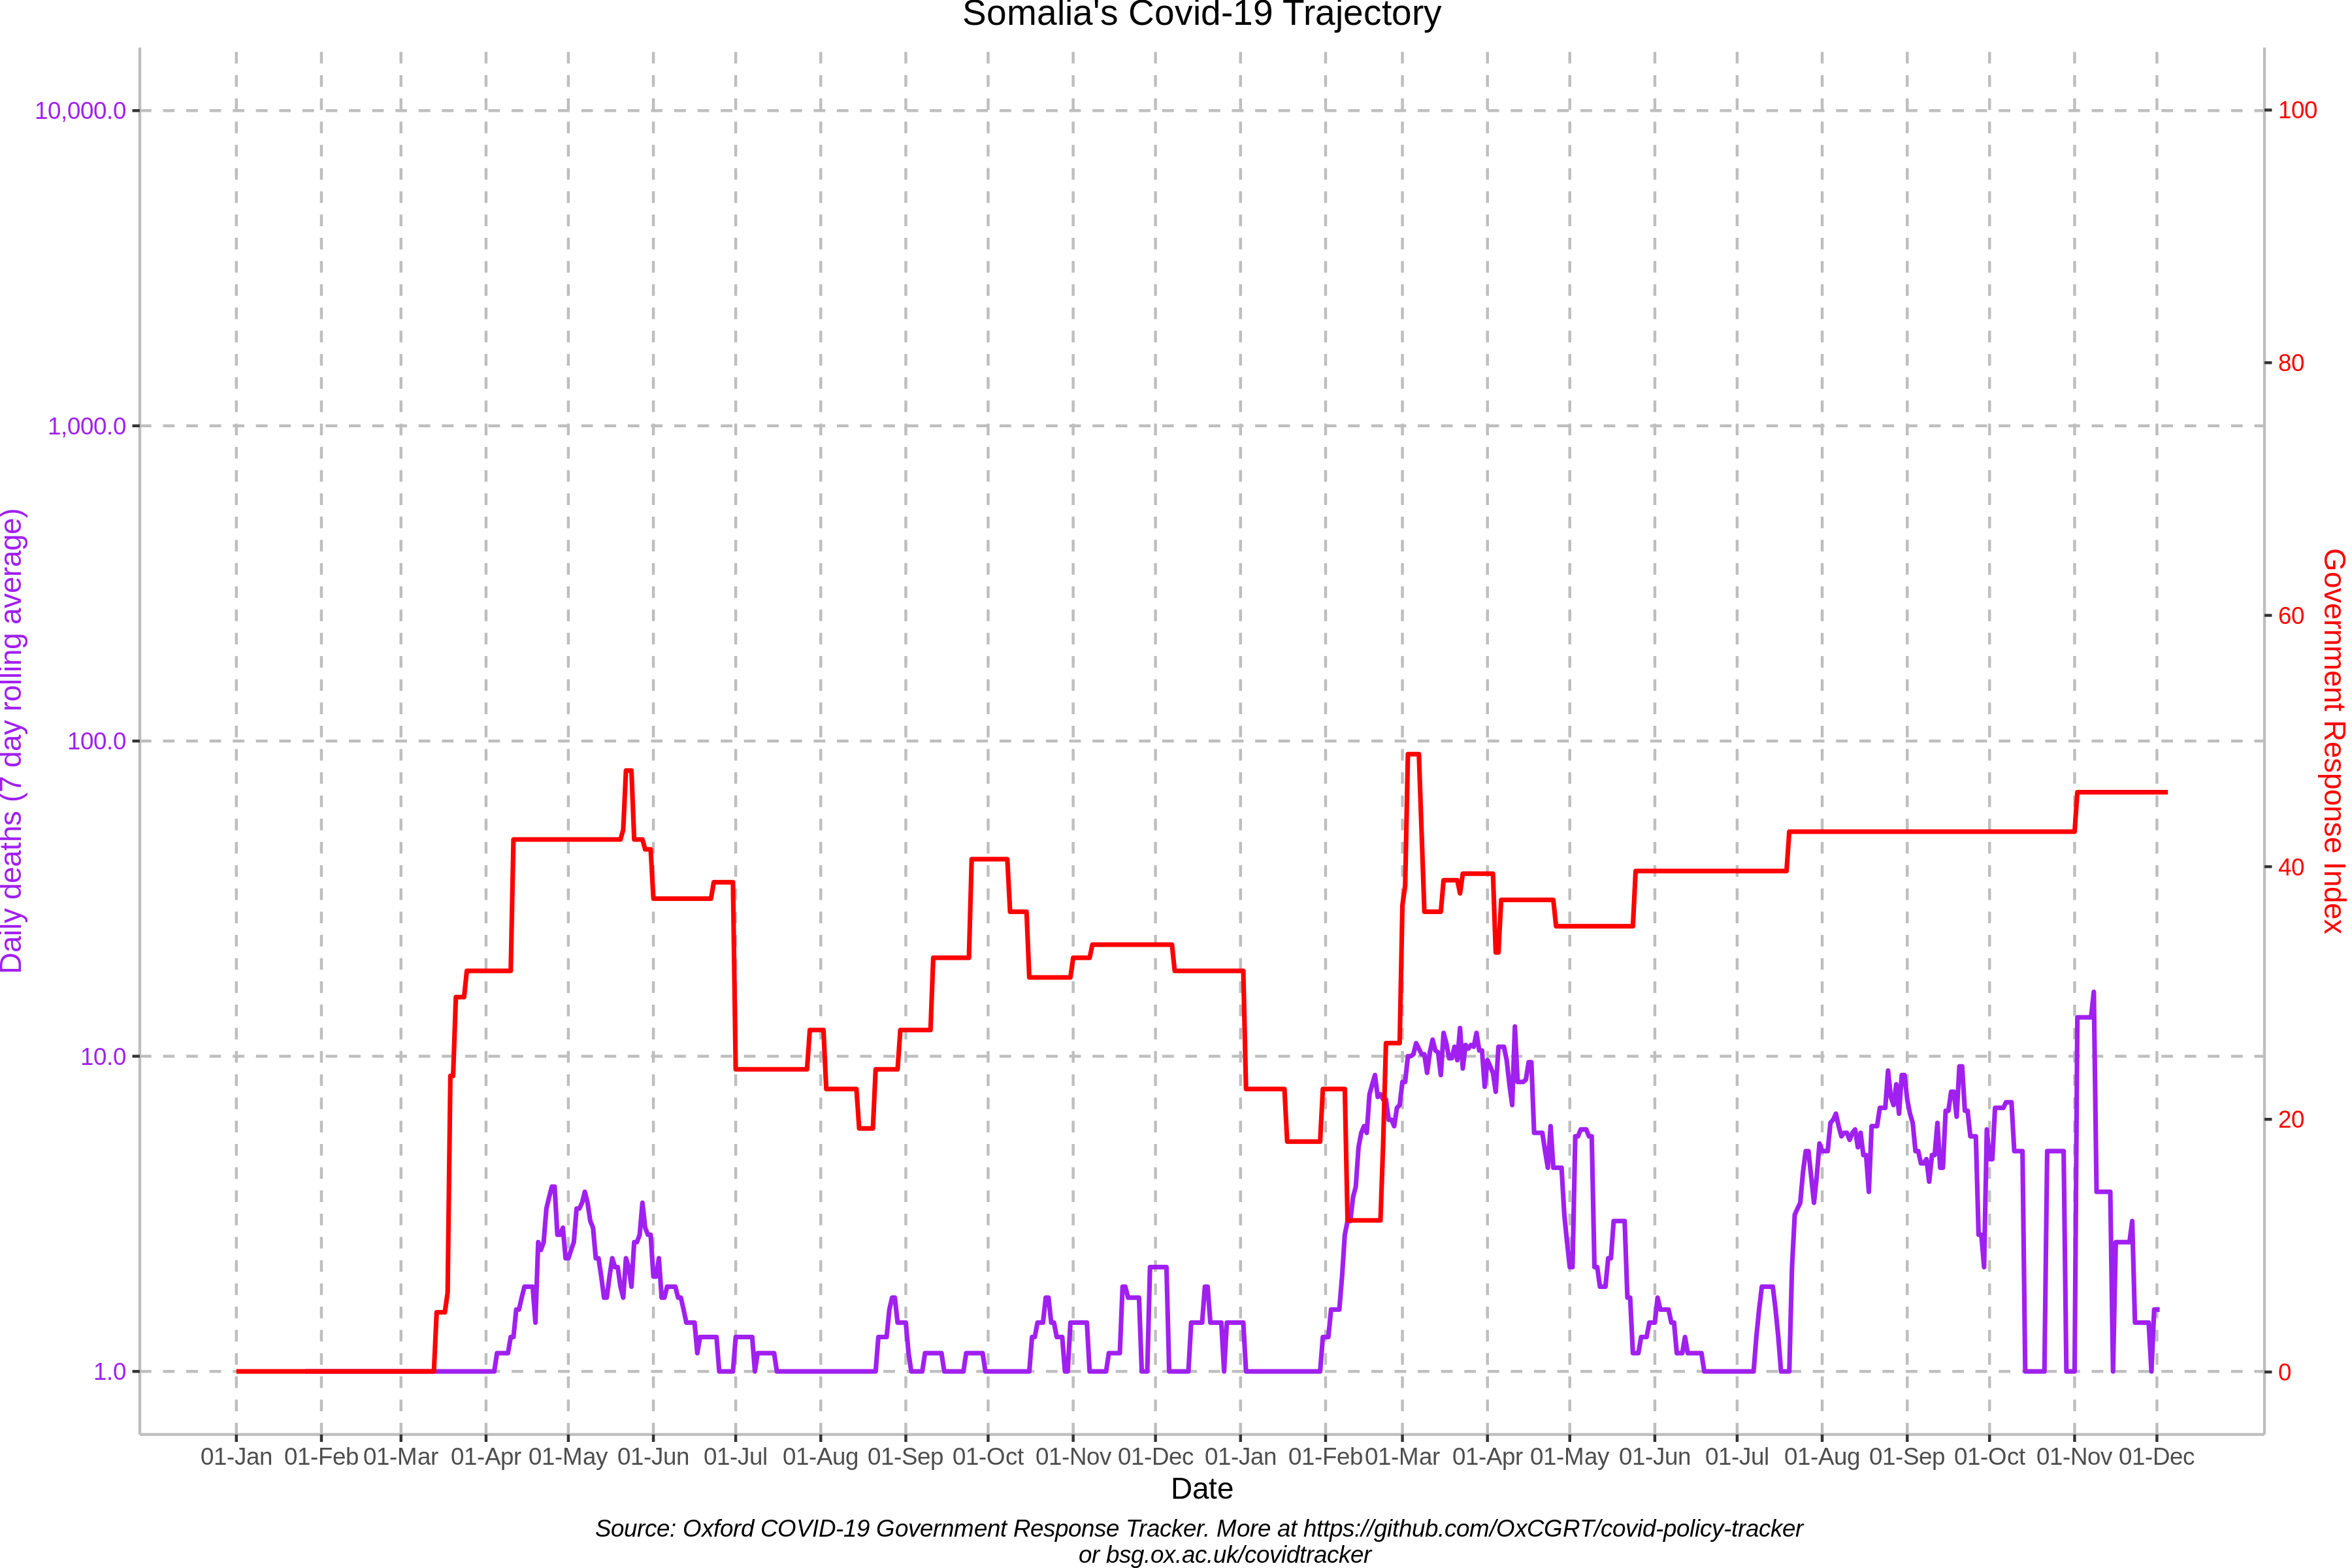 Somalia's Covid-19 Trajectory
10,000.0
1,000.0
100.0
10.0
1.0
Daily deaths (7 day rolling average)
100
80
60
40
20
0
Government Response Index
01-Jan 01-Feb 01-Mar 01-Apr 01-May 01-Jun 01-Jul 01-Aug 01-Sep 01-Oct 01-Nov 01-Dec 01-Jan 01-Feb 01-Mar 01-Apr 01-May 01-Jun 01-Jul 01-Aug 01-Sep 01-Oct 01-Nov 01-Dec
Date
Source: Oxford COVID-19 Government Response Tracker. More at https://github.com/OxCGRT/covid-policy-tracker
or bsg.ox.ac.uk/covidtracker